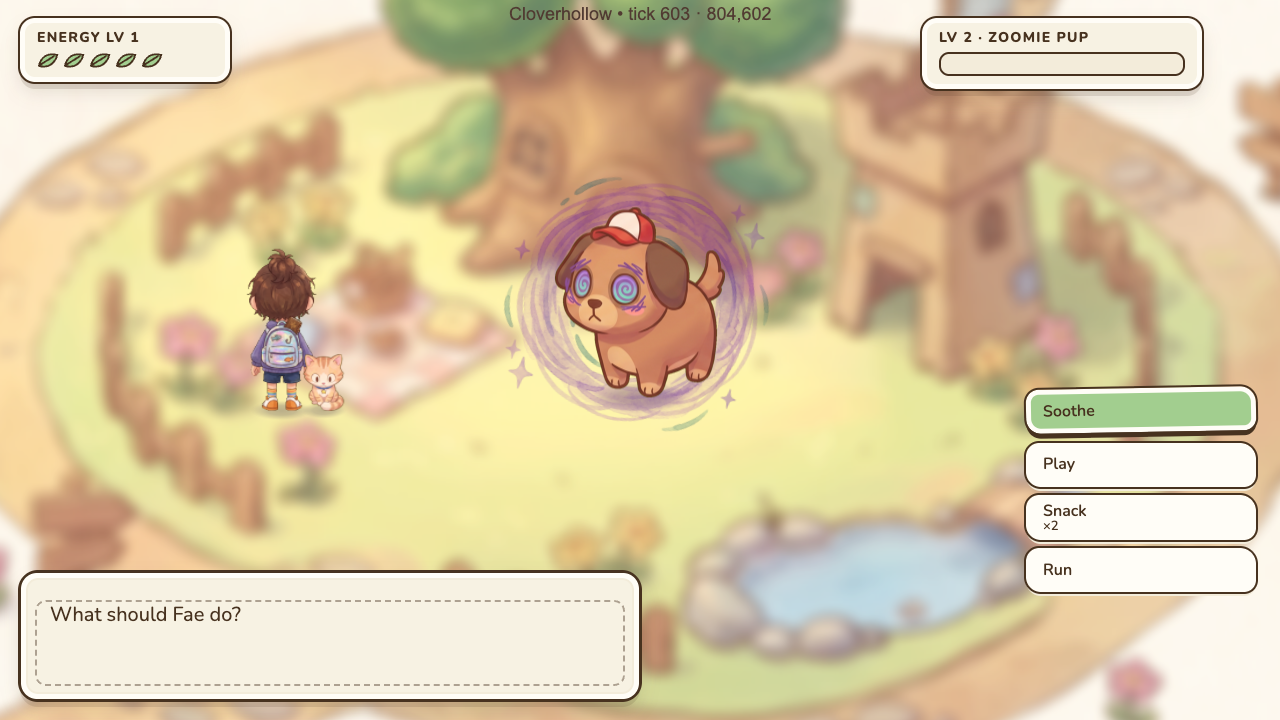 Cloverhollow • tick 603 · 804,602
ENERGY LV 1
LV 2 · ZOOMIE PUP
Soothe
Play
Snack
×2
Run
What should Fae do?